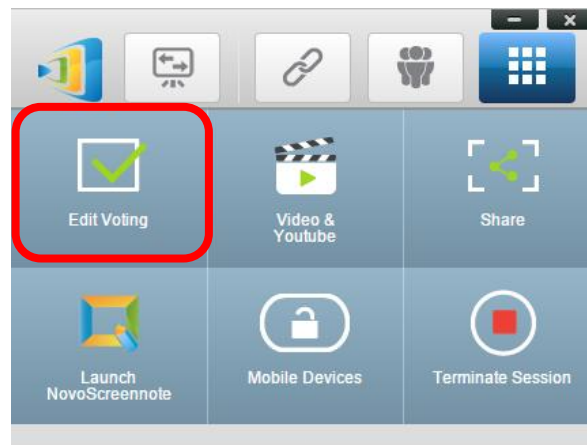 Edit Voting
Video &
Youtube
Share
Launch
NovoScreennote
Mobile Devices
Terminate Session